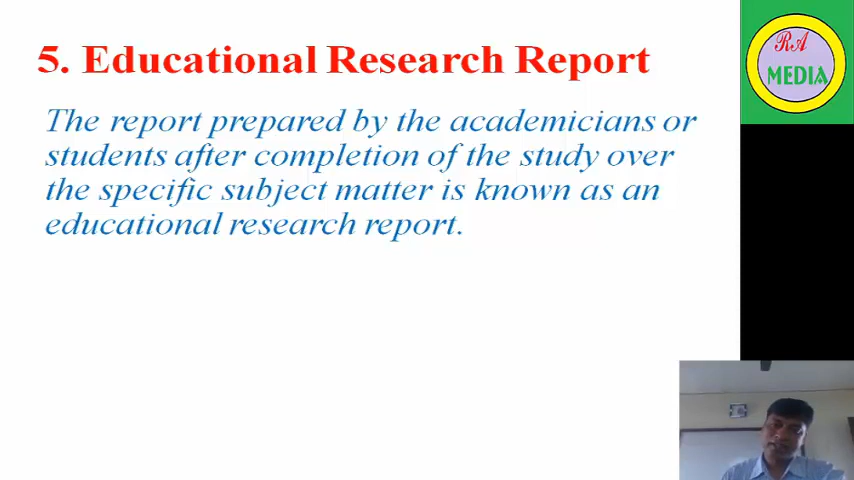 5. Educational Research Report
The report prepared by the academicians or
students after completion of the study over
the specific subject matter is known as an
educational research report.
RA
MEDIA